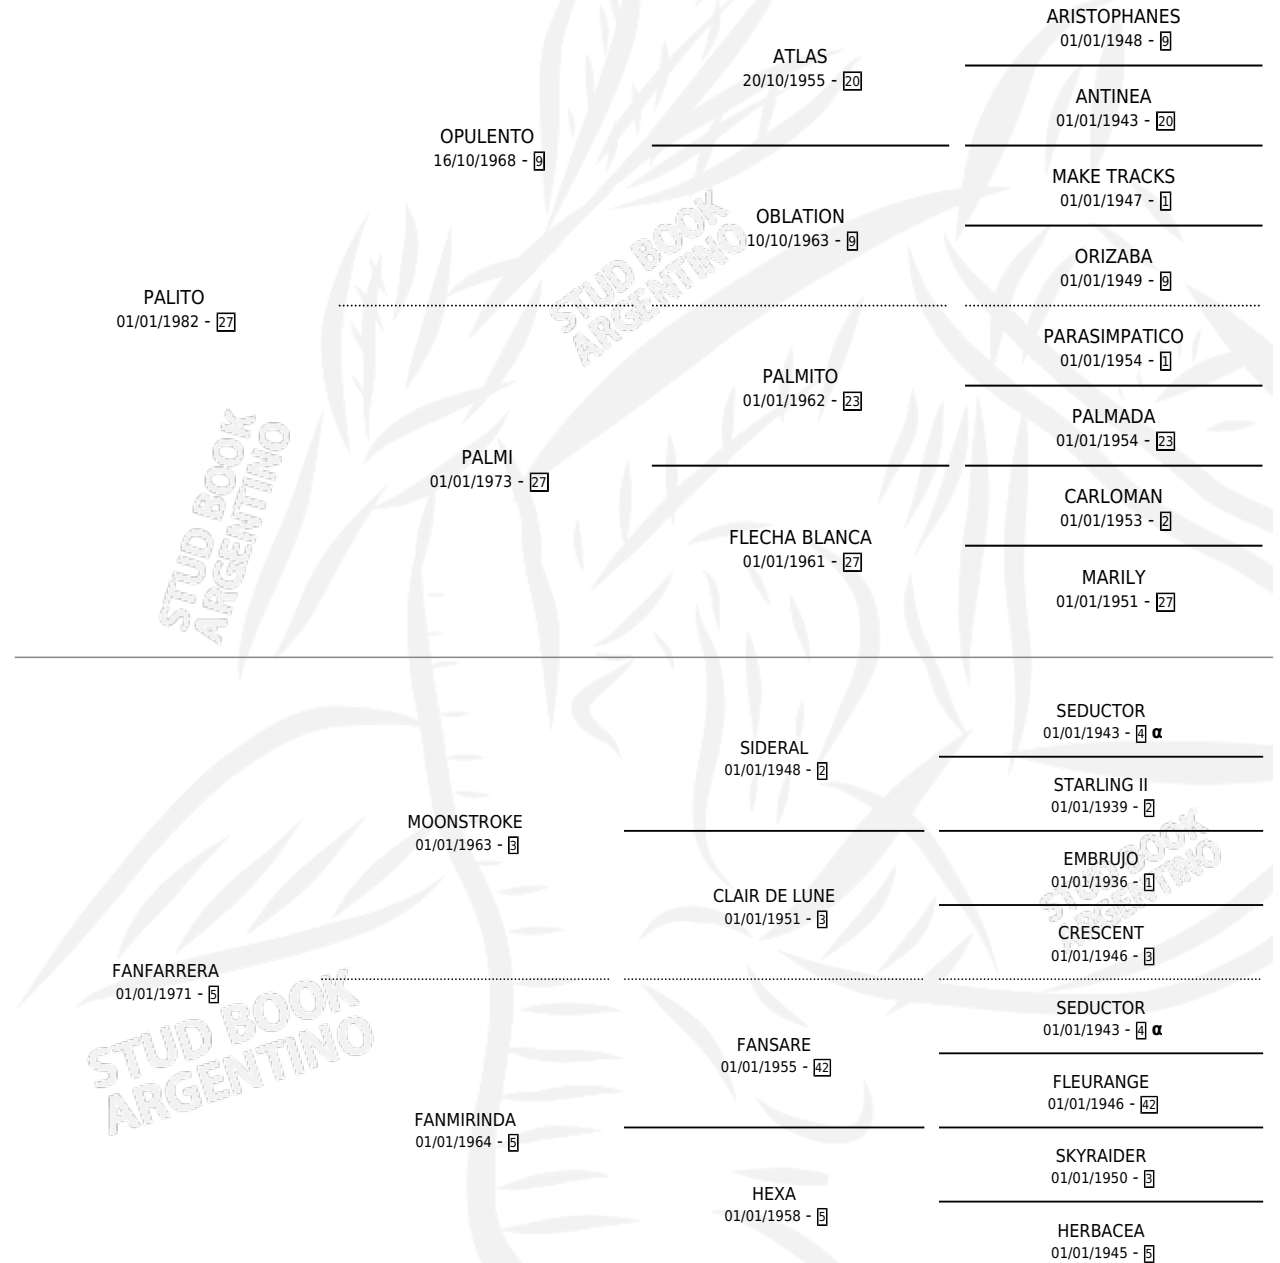 ARISTOPHANES
01/01/1948 - 9
ATLAS
20/10/1955 - 20
ANTINEA
01/01/1943 - 20
OPULENTO
16/10/1968 - 9
MAKE TRACKS
01/01/1947 - 1
OBLATION
10/10/1963 - 9
ORIZABA
01/01/1949 - 9
PALITO
01/01/1982 - 27
PARASIMPATICO
01/01/1954 - 1
PALMITO
01/01/1962 - 23
PALMADA
01/01/1954 - 23
PALMI
01/01/1973 - 27
CARLOMAN
01/01/1953 - 2
FLECHA BLANCA
01/01/1961 - 27
MARILY
01/01/1951 - 27
STUD BOOK
ARGENTINO
STUD BOOK
ARGENTINO
SEDUCTOR
01/01/1943 - 4 α
SIDERAL
01/01/1948 - 2
STARLING II
01/01/1939 - 2
MOONSTROKE
01/01/1963 - 3
EMBRUJO
01/01/1936 - 1
CLAIR DE LUNE
01/01/1951 - 3
CRESCENT
01/01/1946 - 3
FANFARRERA
01/01/1971 - 5
SEDUCTOR
01/01/1943 - 4 α
FANSARE
01/01/1955 - 42
FLEURANGE
01/01/1946 - 42
FANMIRINDA
01/01/1964 - 5
SKYRAIDER
01/01/1950 - 3
HEXA
01/01/1958 - 5
HERBACEA
01/01/1945 - 5
STUD BOOK
ARGENTINO
STUD BOOK
ARGENTINO